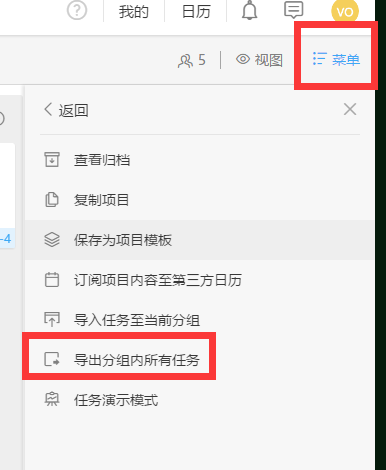 ? 我的 日历 VO
5 视图 菜单
返回
查看归档
复制项目
-4 保存为项目模板
订阅项目内容至第三方日历
导入任务至当前分组
导出分组内所有任务
任务演示模式